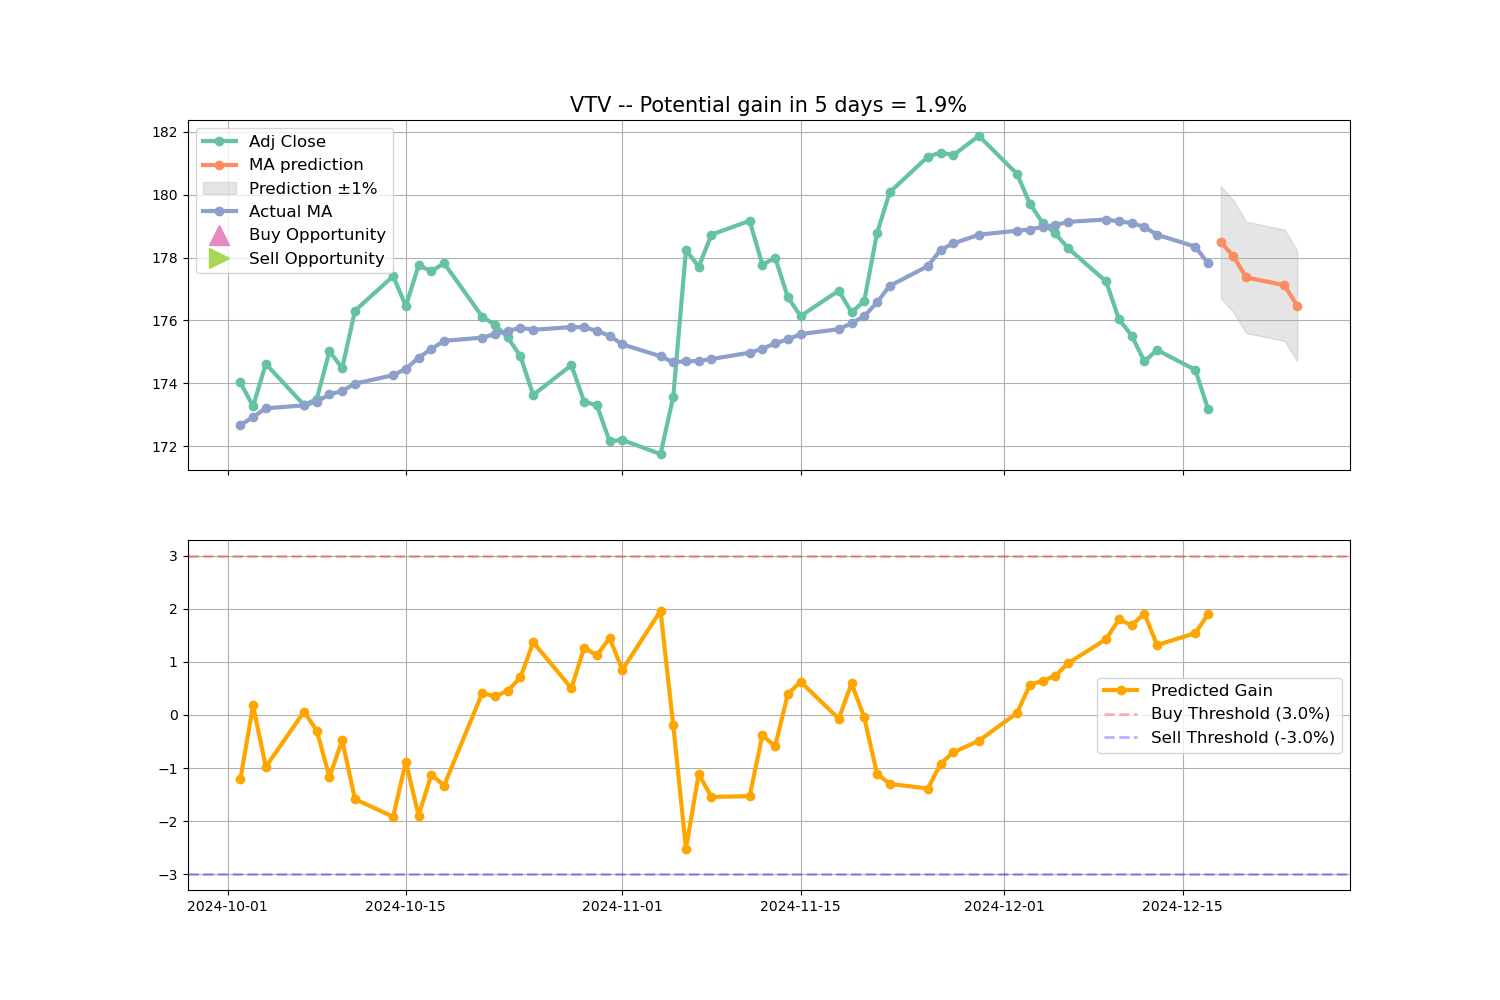 VTV -- Potential gain in 5 days = 1.9%
182
180
178
176
174
172
Adj Close
MA prediction
Prediction ±1%
Actual MA
Buy Opportunity
Sell Opportunity
3
2
1
0
−1
−2
−3
Predicted Gain
Buy Threshold (3.0%)
Sell Threshold (-3.0%)
2024-10-01
2024-10-15
2024-11-01
2024-11-15
2024-12-01
2024-12-15